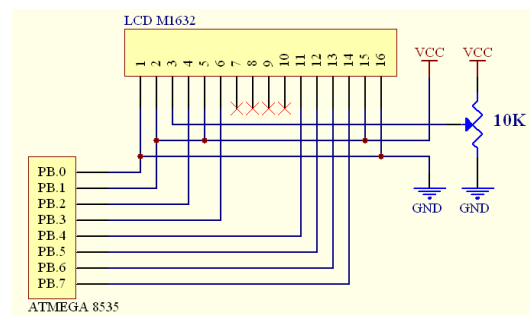 LCD M1632
1 2 3 4 5 6 7 8 9 10 11 12 13 14 15 16
VCC VCC
10K
PB.0
PB.1
PB.2
PB.3
PB.4
PB.5
PB.6
PB.7
GND GND
ATMEGA 8535